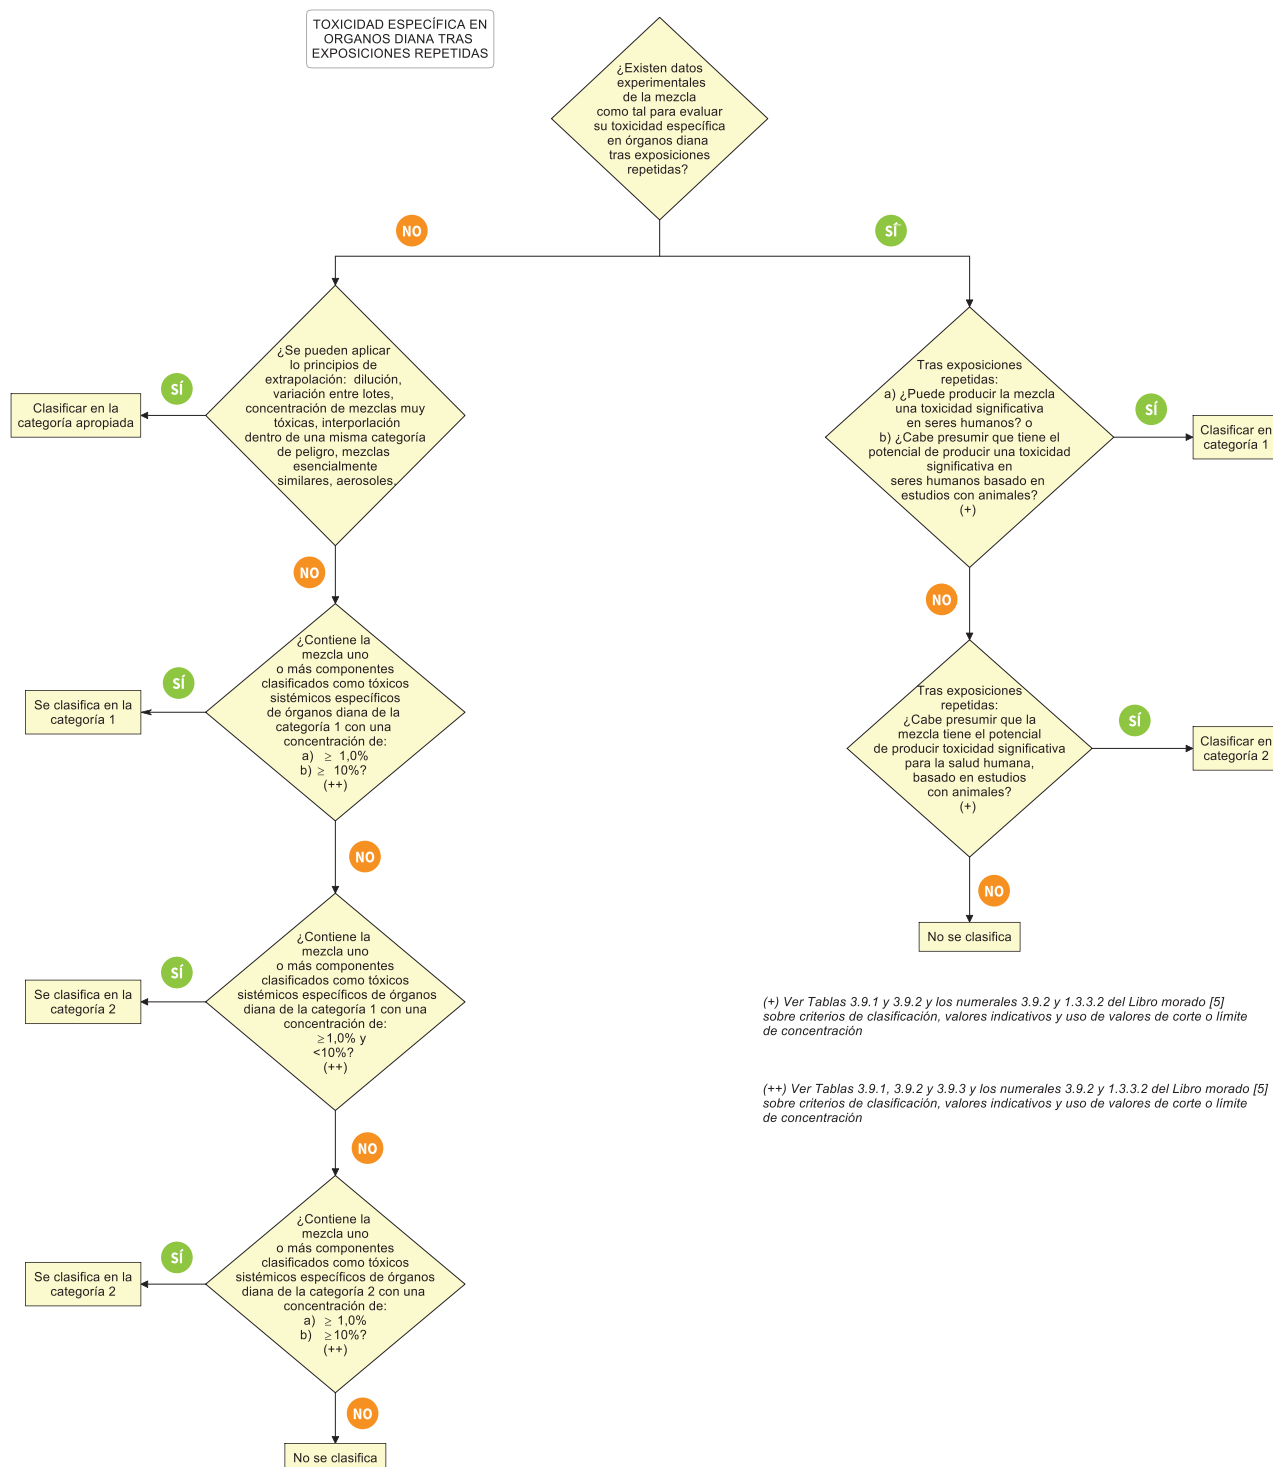 TOXICIDAD ESPECÍFICA EN
ORGANOS DIANA TRAS
EXPOSICIONES REPETIDAS
¿Existen datos
experimentales
de la mezcla
como tal para evaluar
su toxicidad específica
en órganos diana
tras exposiciones
repetidas?
NO
SÍ
¿Se pueden aplicar
lo principios de
extrapolación: dilución,
variación entre lotes,
concentración de mezclas muy
tóxicas, interporlación
dentro de una misma categoría
de peligro, mezclas
esencialmente
similares, aerosoles.
SÍ
Clasificar en la
categoría apropiada
Tras exposiciones
repetidas:
a) ¿Puede producir la mezcla
una toxicidad significativa
en seres humanos? o
b) ¿Cabe presumir que tiene el
potencial de producir una toxicidad
significativa en
seres humanos basado en
estudios con animales?
(+)
SÍ
Clasificar en
categoría 1
NO
NO
¿Contiene la
mezcla uno
o más componentes
clasificados como tóxicos
sistémicos específicos
de órganos diana de la
categoría 1 con una
concentración de:
a) ≥ 1,0%
b) ≥ 10%?
(++)
SÍ
Se clasifica en la
categoría 1
Tras exposiciones
repetidas:
¿Cabe presumir que la
mezcla tiene el potencial
de producir toxicidad significativa
para la salud humana,
basado en estudios
con animales?
(+)
SÍ
Clasificar en
categoría 2
NO
NO
No se clasifica
¿Contiene la
mezcla uno
o más componentes
clasificados como tóxicos
sistémicos específicos de órganos
diana de la categoría 1 con una
concentración de:
≥1,0% y
<10%?
(++)
SÍ
Se clasifica en la
categoría 2
(+) Ver Tablas 3.9.1 y 3.9.2 y los numerales 3.9.2 y 1.3.3.2 del Libro morado [5]
sobre criterios de clasificación, valores indicativos y uso de valores de corte o límite
de concentración
(++) Ver Tablas 3.9.1, 3.9.2 y 3.9.3 y los numerales 3.9.2 y 1.3.3.2 del Libro morado [5]
sobre criterios de clasificación, valores indicativos y uso de valores de corte o límite
de concentración
NO
¿Contiene la
mezcla uno
o más componentes
clasificados como tóxicos
sistémicos específicos de órganos
diana de la categoría 2 con una
concentración de:
a) ≥ 1,0%
b) ≥10%?
(++)
SÍ
Se clasifica en la
categoría 2
NO
No se clasifica